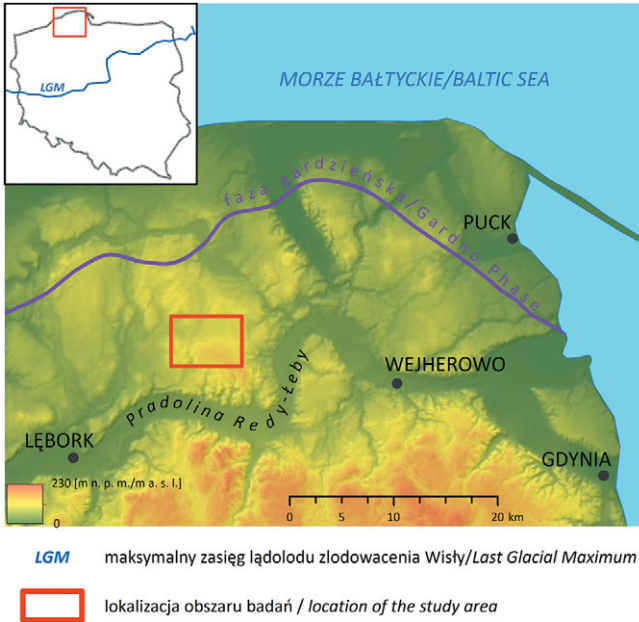 LGM
MORZE BAŁTYCKIE/BALTIC SEA
faza gardzieńska/Gardno Phase
PUCK
WEJHEROWO
Pradolina Redy-Łeby
LĘBORK
GDYNIA
230 [m n. p. m./m a. s. l.]
0
0 5 10 20 km
LGM maksymalny zasięg lądolodu zlodowacenia Wisły/Last Glacial Maximum
lokalizacja obszaru badań / location of the study area